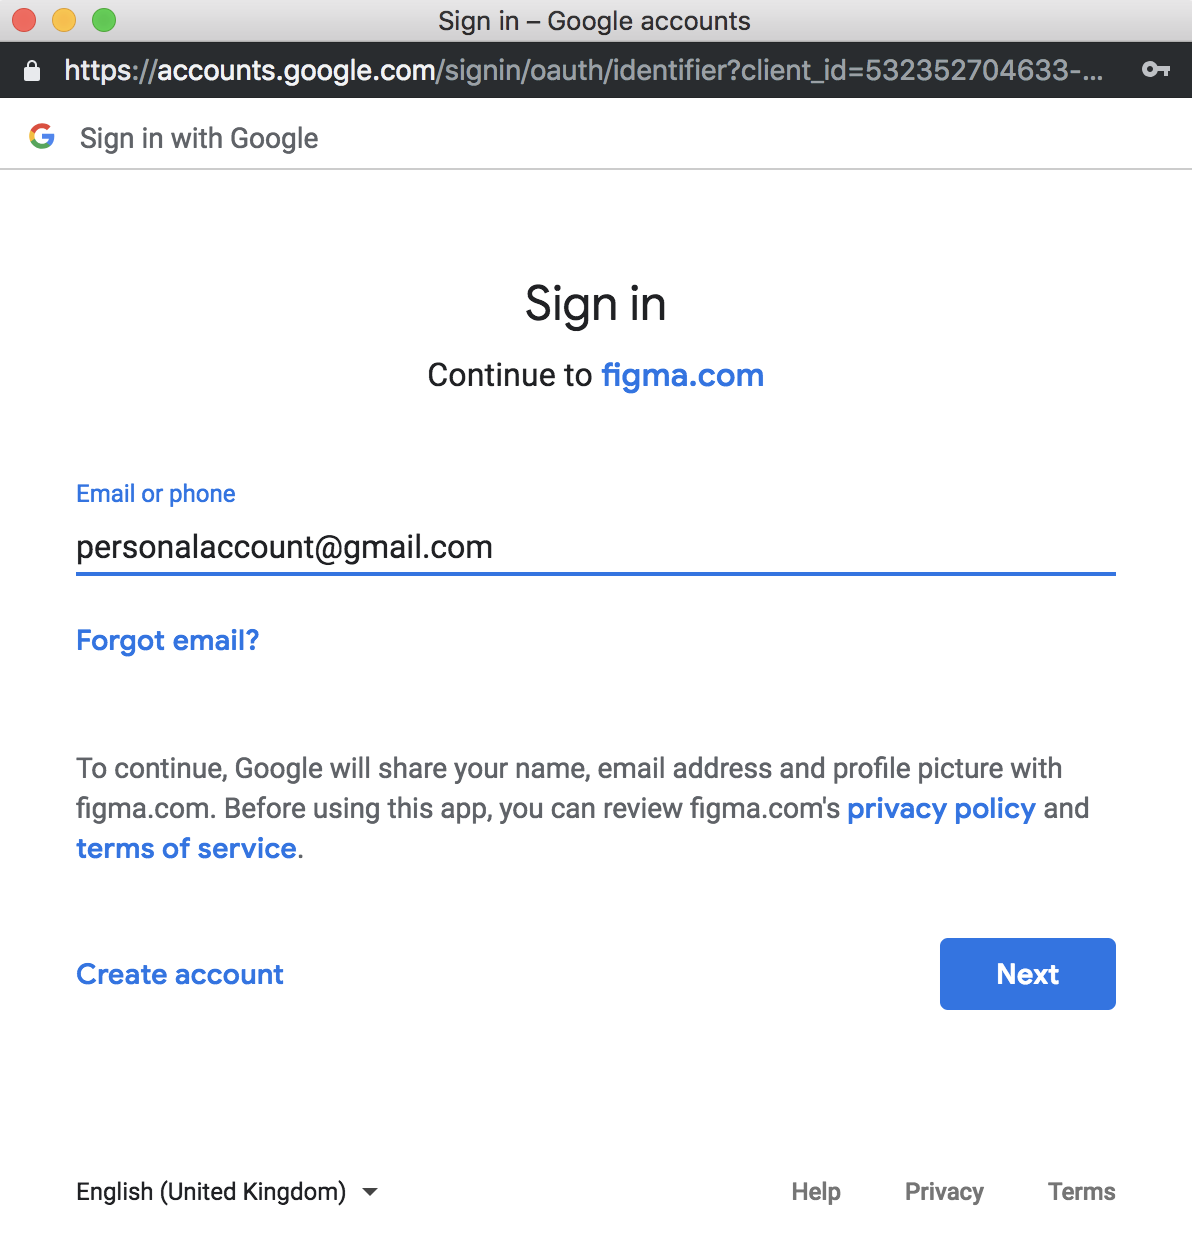 Sign in – Google accounts
https://accounts.google.com/signin/oauth/identifier?client_id=532352704633-...
Sign in with Google
Sign in
Continue to figma.com
Email or phone
personalaccount@gmail.com
Forgot email?
To continue, Google will share your name, email address and profile picture with
figma.com. Before using this app, you can review figma.com's privacy policy and
terms of service.
Create account
Next
English (United Kingdom)
Help
Privacy
Terms